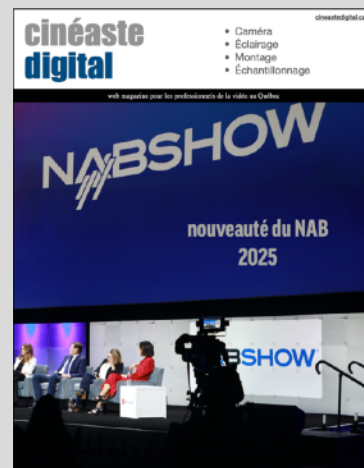 cineastedigital.ca
cinéaste
digital
• Caméra
• Éclairage
• Montage
• Échantillonnage
web magazine pour les professionnels de la vidéo au Québec
NABSHOW
nouveauté du NAB
2025
BSHOW